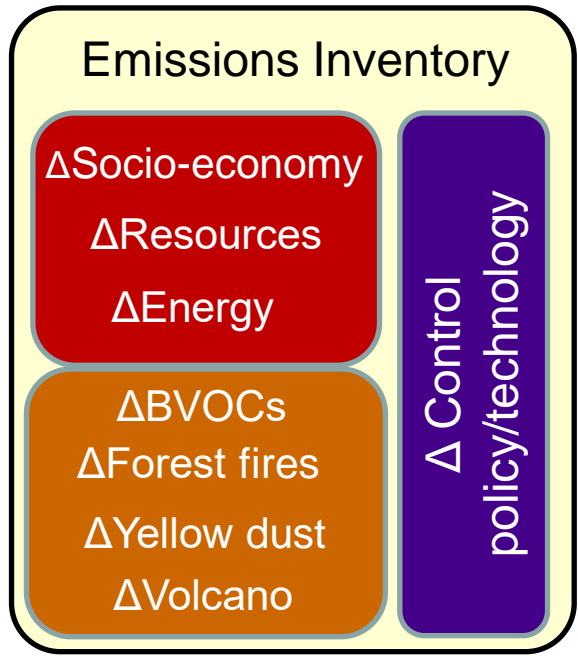 Emissions Inventory
ΔSocio-economy
ΔResources
ΔEnergy
ΔBVOCs
ΔForest fires
ΔYellow dust
ΔVolcano
Δ Control
policy/technology